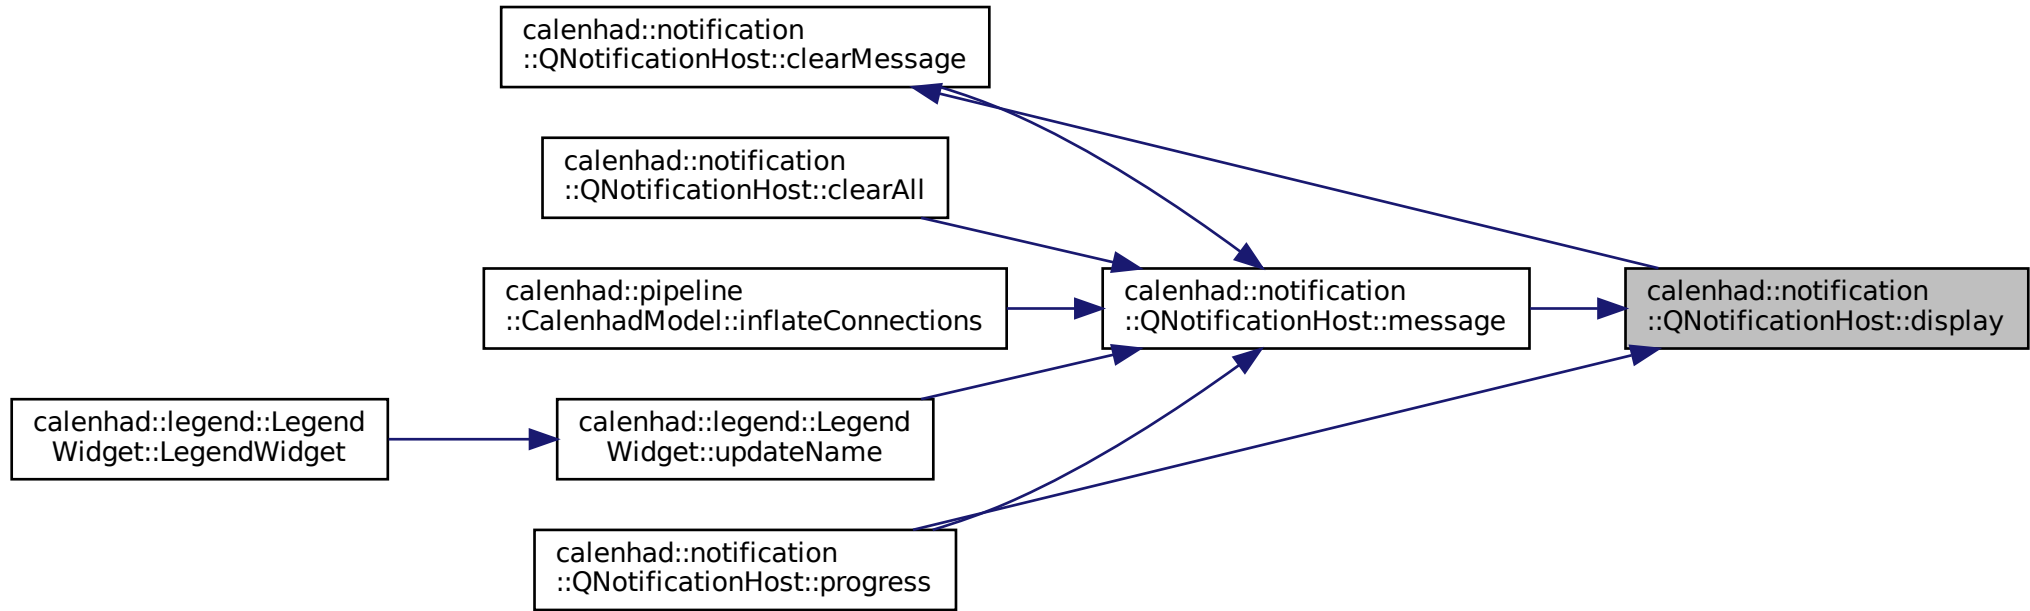 calenhad::notification
::QNotificationHost::clearMessage
calenhad::notification
::QNotificationHost::clearAll
calenhad::pipeline
::CalenhadModel::inflateConnections
calenhad::notification
::QNotificationHost::message
calenhad::notification
::QNotificationHost::display
calenhad::legend::Legend
Widget::LegendWidget
calenhad::legend::Legend
Widget::updateName
calenhad::notification
::QNotificationHost::progress